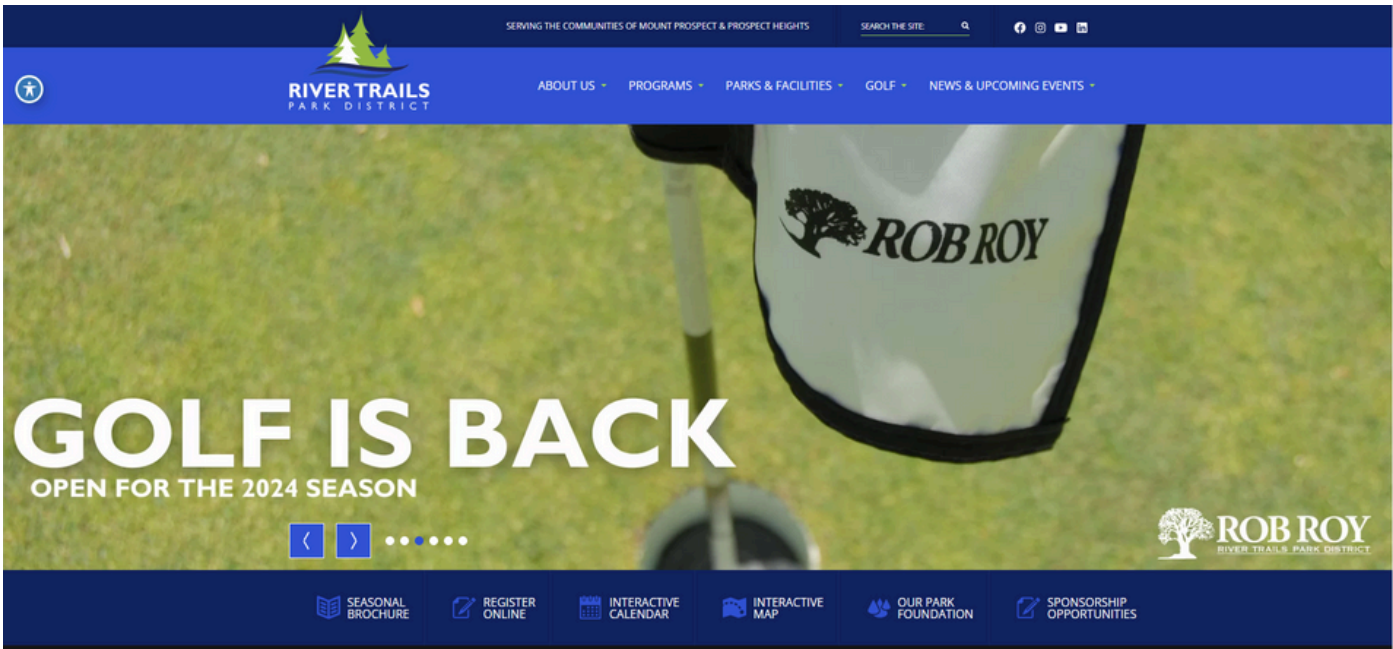 SERVING THE COMMUNITIES OF MOUNT PROSPECT & PROSPECT HEIGHTS
SEARCH THE SITE:
RIVER TRAILS
PARK DISTRICT
ABOUT US
PROGRAMS
PARKS & FACILITIES
GOLF
NEWS & UPCOMING EVENTS
ROB ROY
GOLF IS BACK
OPEN FOR THE 2024 SEASON
ROB ROY
RIVER TRAILS PARK DISTRICT
SEASONAL
BROCHURE
REGISTER
ONLINE
INTERACTIVE
CALENDAR
INTERACTIVE
MAP
OUR PARK
FOUNDATION
SPONSORSHIP
OPPORTUNITIES